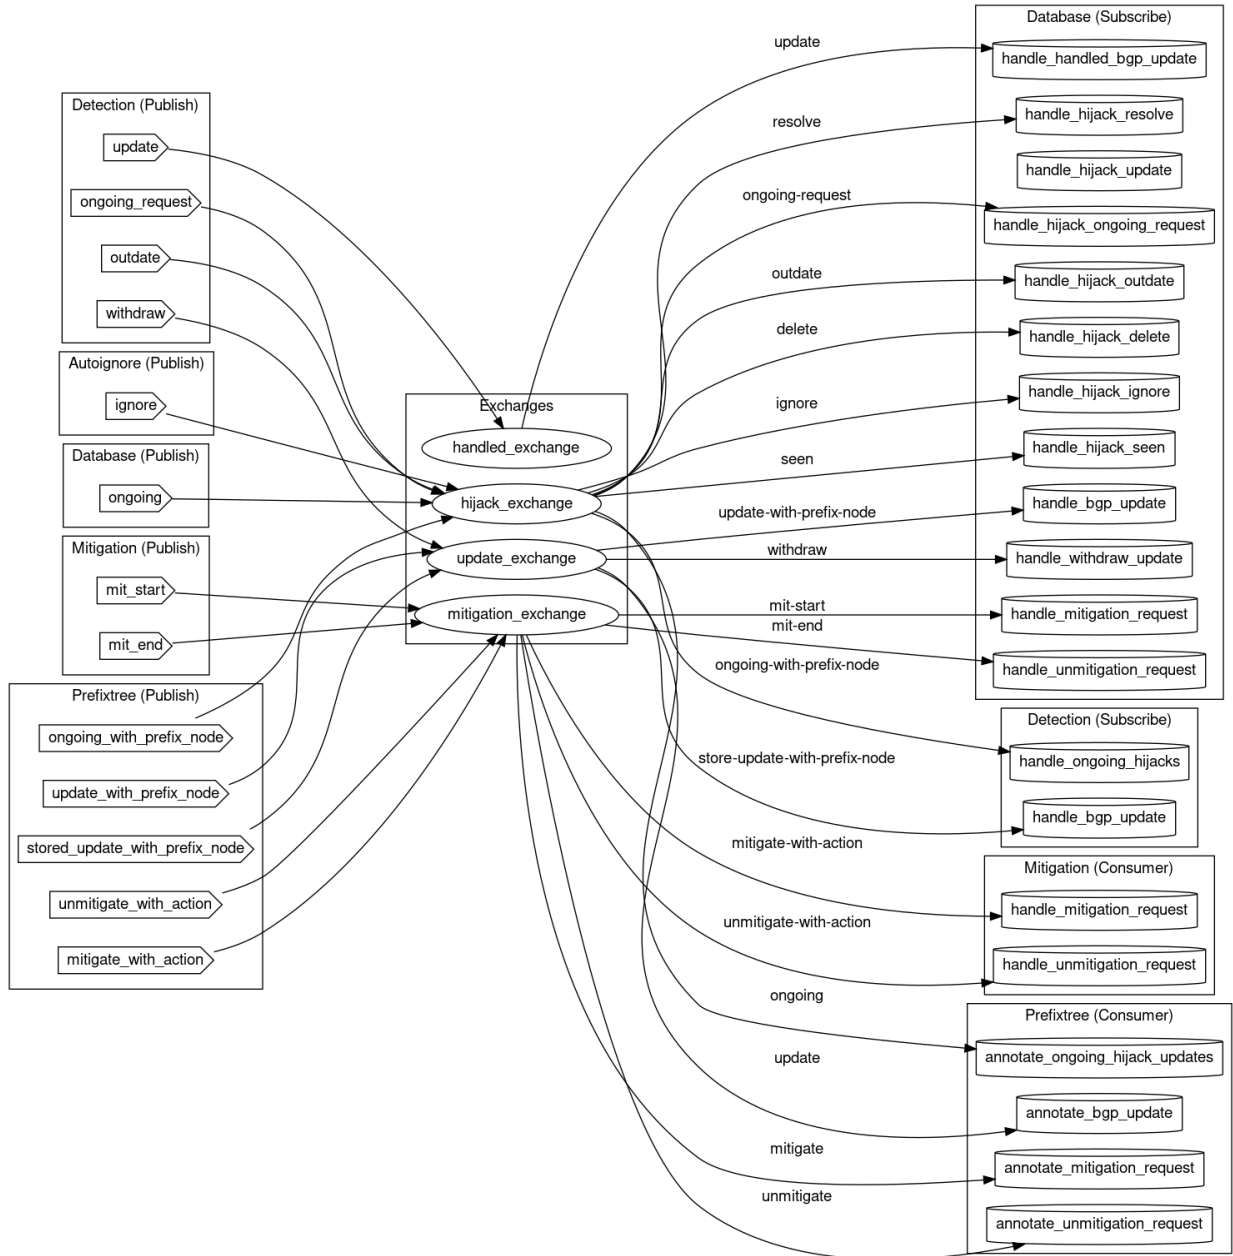 Detection (Publish)
update
ongoing_request
outdate
withdraw
Autoignore (Publish)
ignore
Database (Publish)
ongoing
Mitigation (Publish)
mit_start
mit_end
Prefixtree (Publish)
ongoing_with_prefix_node
update_with_prefix_node
stored_update_with_prefix_node
unmitigate_with_action
mitigate_with_action
Exchanges
handled_exchange
hijack_exchange
update_exchange
mitigation_exchange
update
resolve
ongoing-request
outdate
delete
ignore
seen
update-with-prefix-node
withdraw
mit-start
mit-end
ongoing-with-prefix-node
store-update-with-prefix-node
mitigate-with-action
unmitigate-with-action
ongoing
update
mitigate
unmitigate
Database (Subscribe)
handle_handled_bgp_update
handle_hijack_resolve
handle_hijack_update
handle_hijack_ongoing_request
handle_hijack_outdate
handle_hijack_delete
handle_hijack_ignore
handle_hijack_seen
handle_bgp_update
handle_withdraw_update
handle_mitigation_request
handle_unmitigation_request
Detection (Subscribe)
handle_ongoing_hijacks
handle_bgp_update
Mitigation (Consumer)
handle_mitigation_request
handle_unmitigation_request
Prefixtree (Consumer)
annotate_ongoing_hijack_updates
annotate_bgp_update
annotate_mitigation_request
annotate_unmitigation_request